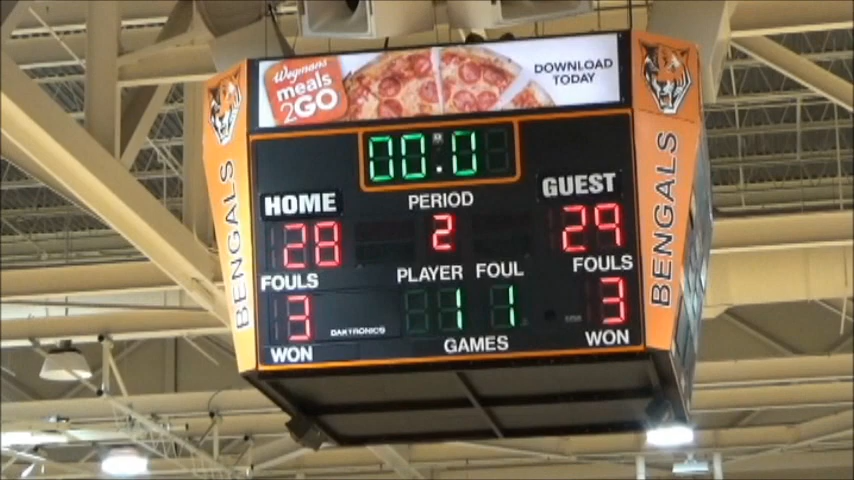 Wegmans
meals
2GO
DOWNLOAD
TODAY
00:0
HOME
PERIOD
GUEST
28
2
29
FOULS
PLAYER FOUL
FOULS
3
1
1
3
DAKTRONICS
WON
GAMES
WON
BENGALS
BENGALS